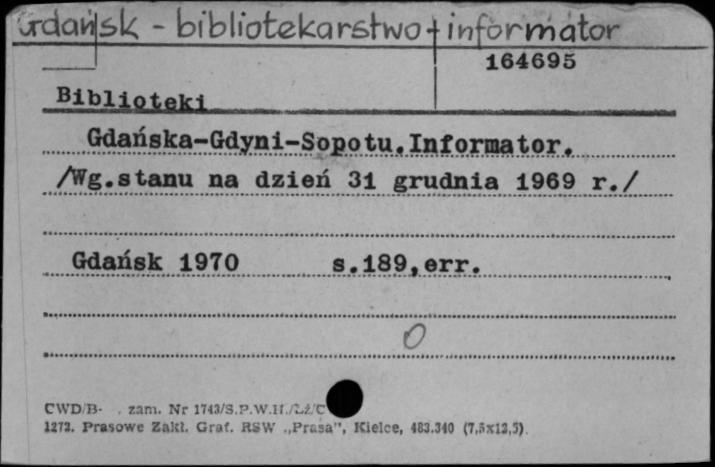 Gdańsk - bibliotekarstwo + informator
164695
Biblioteki
Gdańska-Gdyni-Sopotu.Informator.
/Wg.stanu na dzień 31 grudnia 1969 r./
Gdańsk 1970 s.189,err.
O
CWD/B- . zam. Nr 1743/S.P.W.H./Lż/C
1272. Prasowe Zakł. Graf. RSW „Prasa", Kielce, 483.340 (7,5x12,5).